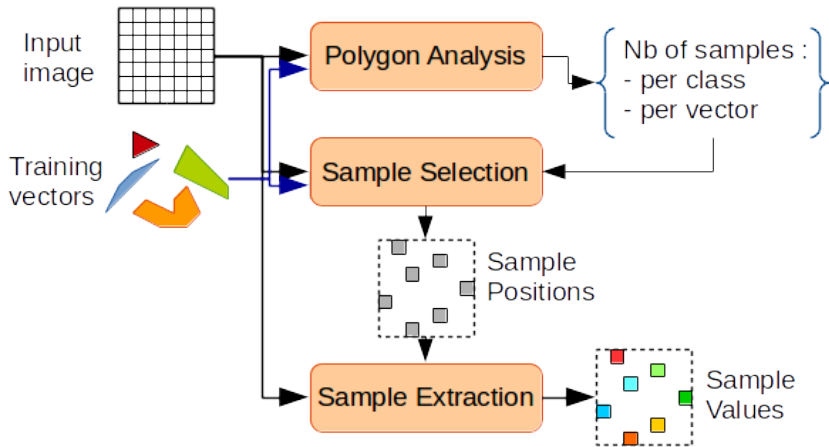 Input
image
Polygon Analysis
Nb of samples :
- per class
- per vector
Training
vectors
Sample Selection
Sample
Positions
Sample Extraction
Sample
Values